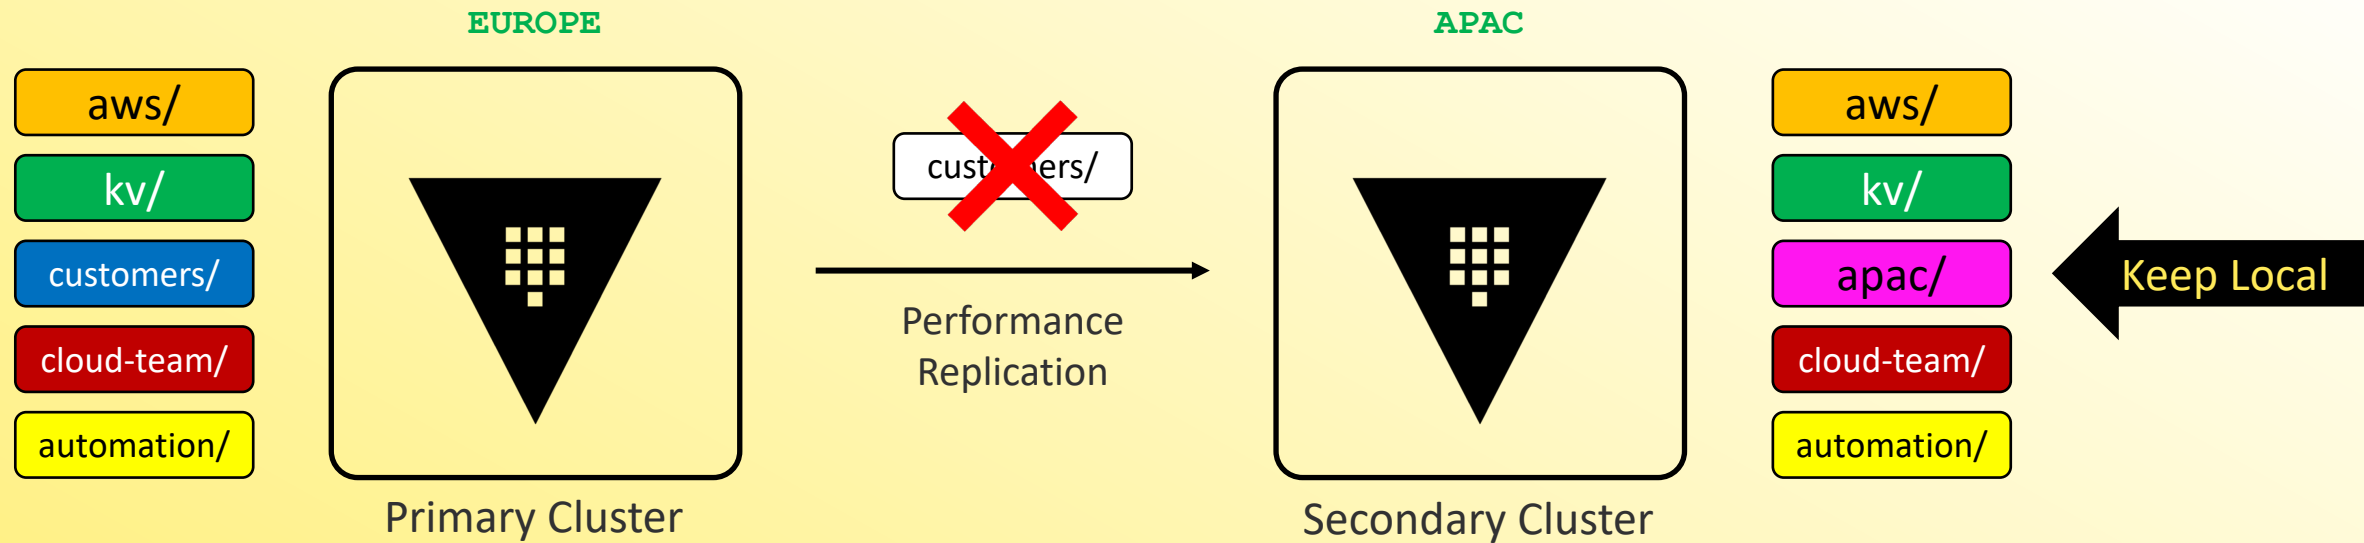 EUROPE
APAC
aws/
kv/
customers/
cloud-team/
automation/
Primary Cluster
customers/
Performance
Replication
Secondary Cluster
aws/
kv/
apac/
cloud-team/
automation/
Keep Local